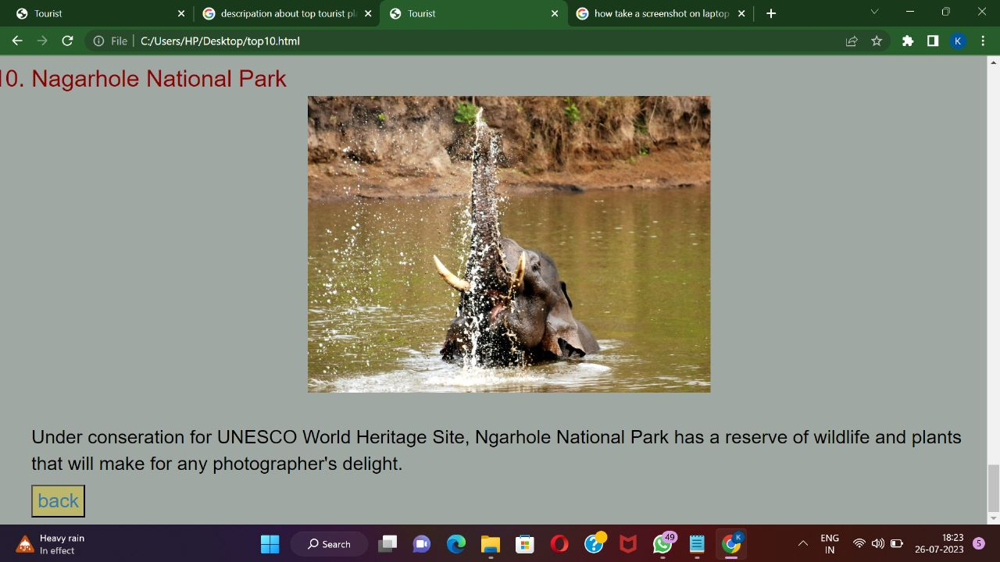 Tourist
descripation about top tourist pl
Tourist
how take a screenshot on laptop
File
C:/Users/HP/Desktop/top10.html
K
10. Nagarhole National Park
Under conseration for UNESCO World Heritage Site, Ngarhole National Park has a reserve of wildlife and plants
that will make for any photographer's delight.
back
Heavy rain
In effect
Search
49
K
ENG
IN
18:23
26-07-2023
5